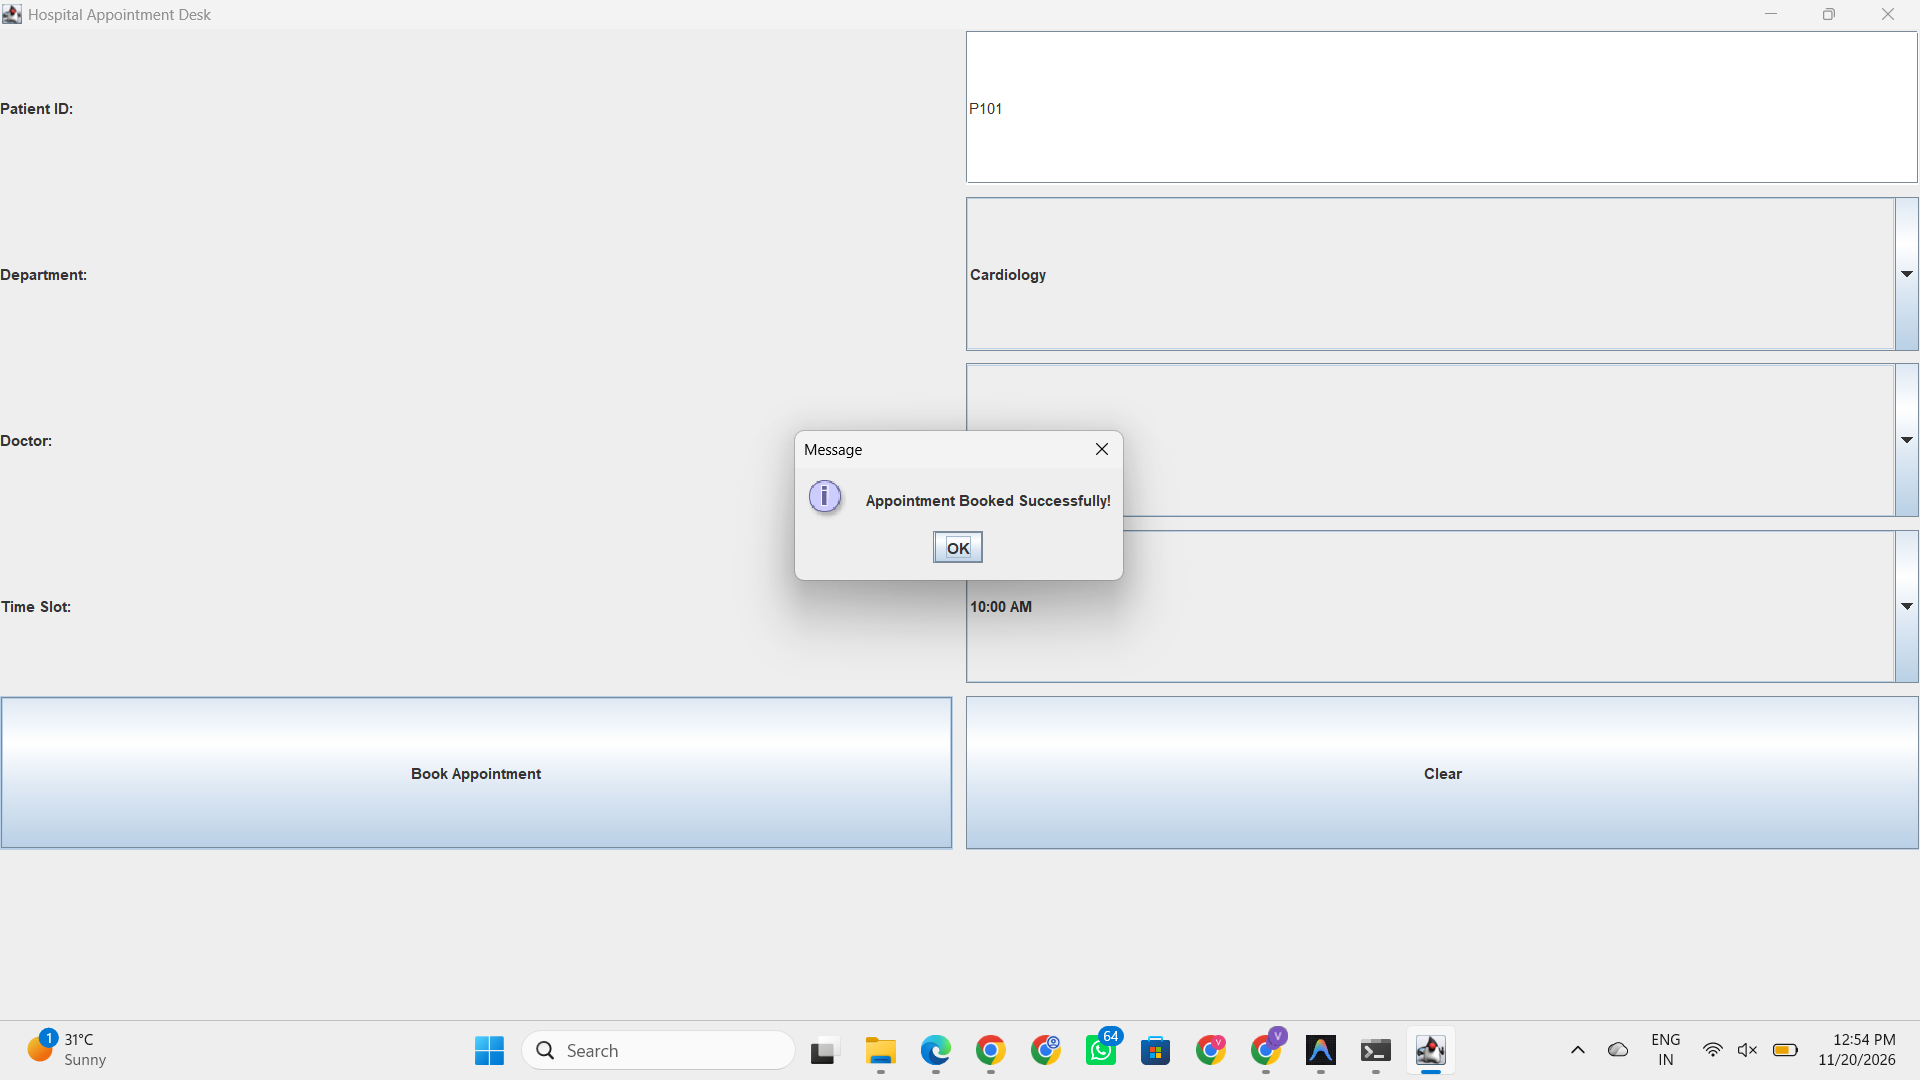 Hospital Appointment Desk
Patient ID:
P101
Department:
Cardiology
Doctor:
Message
i
Appointment Booked Successfully!
OK
Time Slot:
10:00 AM
Book Appointment
Clear
1
31°C
Sunny
Search
64
V
V
ENG
IN
12:54 PM
11/20/2026